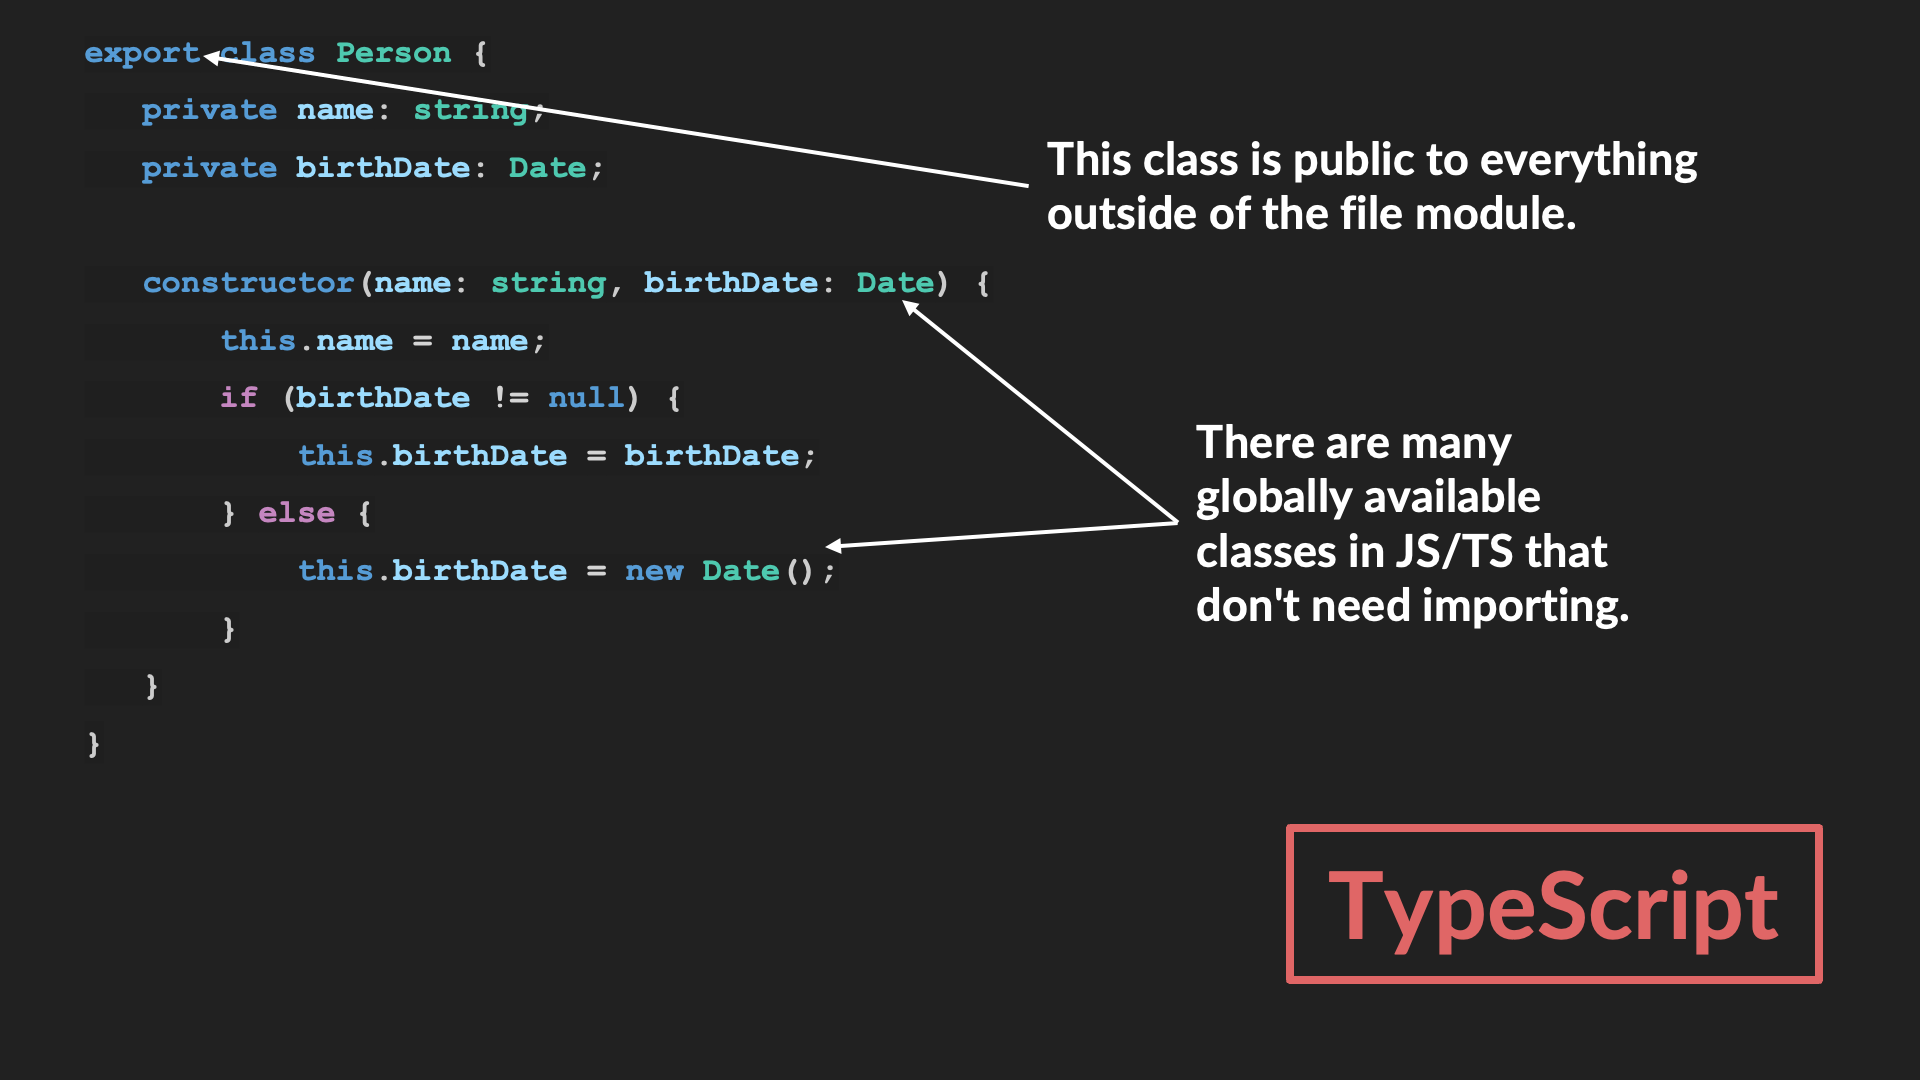 export class Person {
private name: string;
private birthDate: Date;
This class is public to everything
outside of the file module.
constructor(name: string, birthDate: Date) {
this.name = name;
if (birthDate != null) {
this.birthDate = birthDate;
} else {
this.birthDate = new Date();
}
}
}
There are many
globally available
classes in JS/TS that
don't need importing.
TypeScript